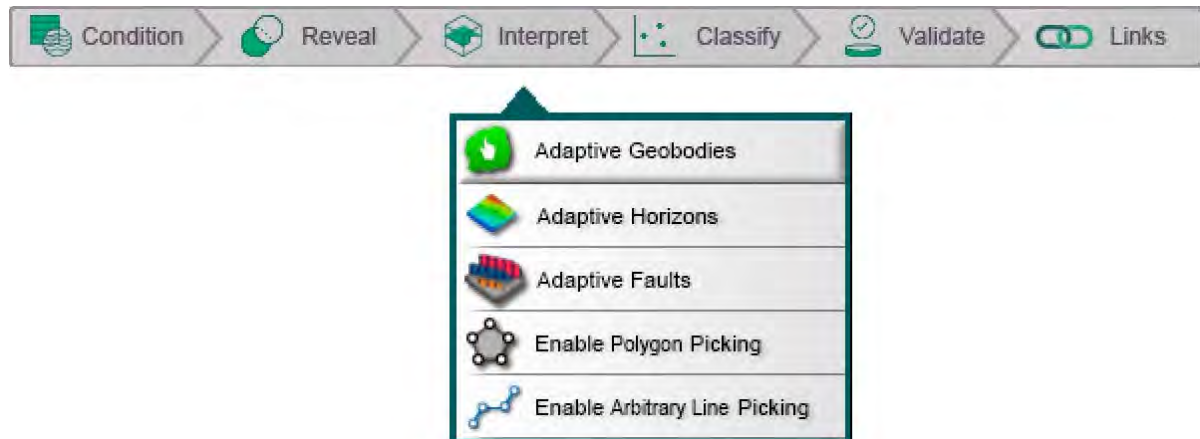 Condition Reveal Interpret Classify Validate Links
Adaptive Geobodies
Adaptive Horizons
Adaptive Faults
Enable Polygon Picking
Enable Arbitrary Line Picking